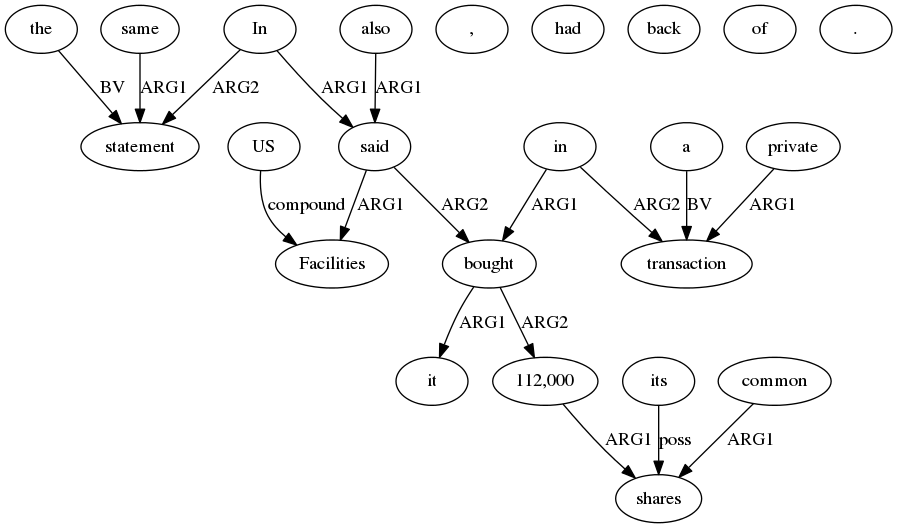 the same In also , had back of .
BV ARG1 ARG2 ARG1 ARG1
statement US said in a private
compound ARG1 ARG2 ARG1 ARG2 BV ARG1
Facilities bought transaction
ARG1 ARG2
it 112,000 its common
ARG1 poss ARG1
shares